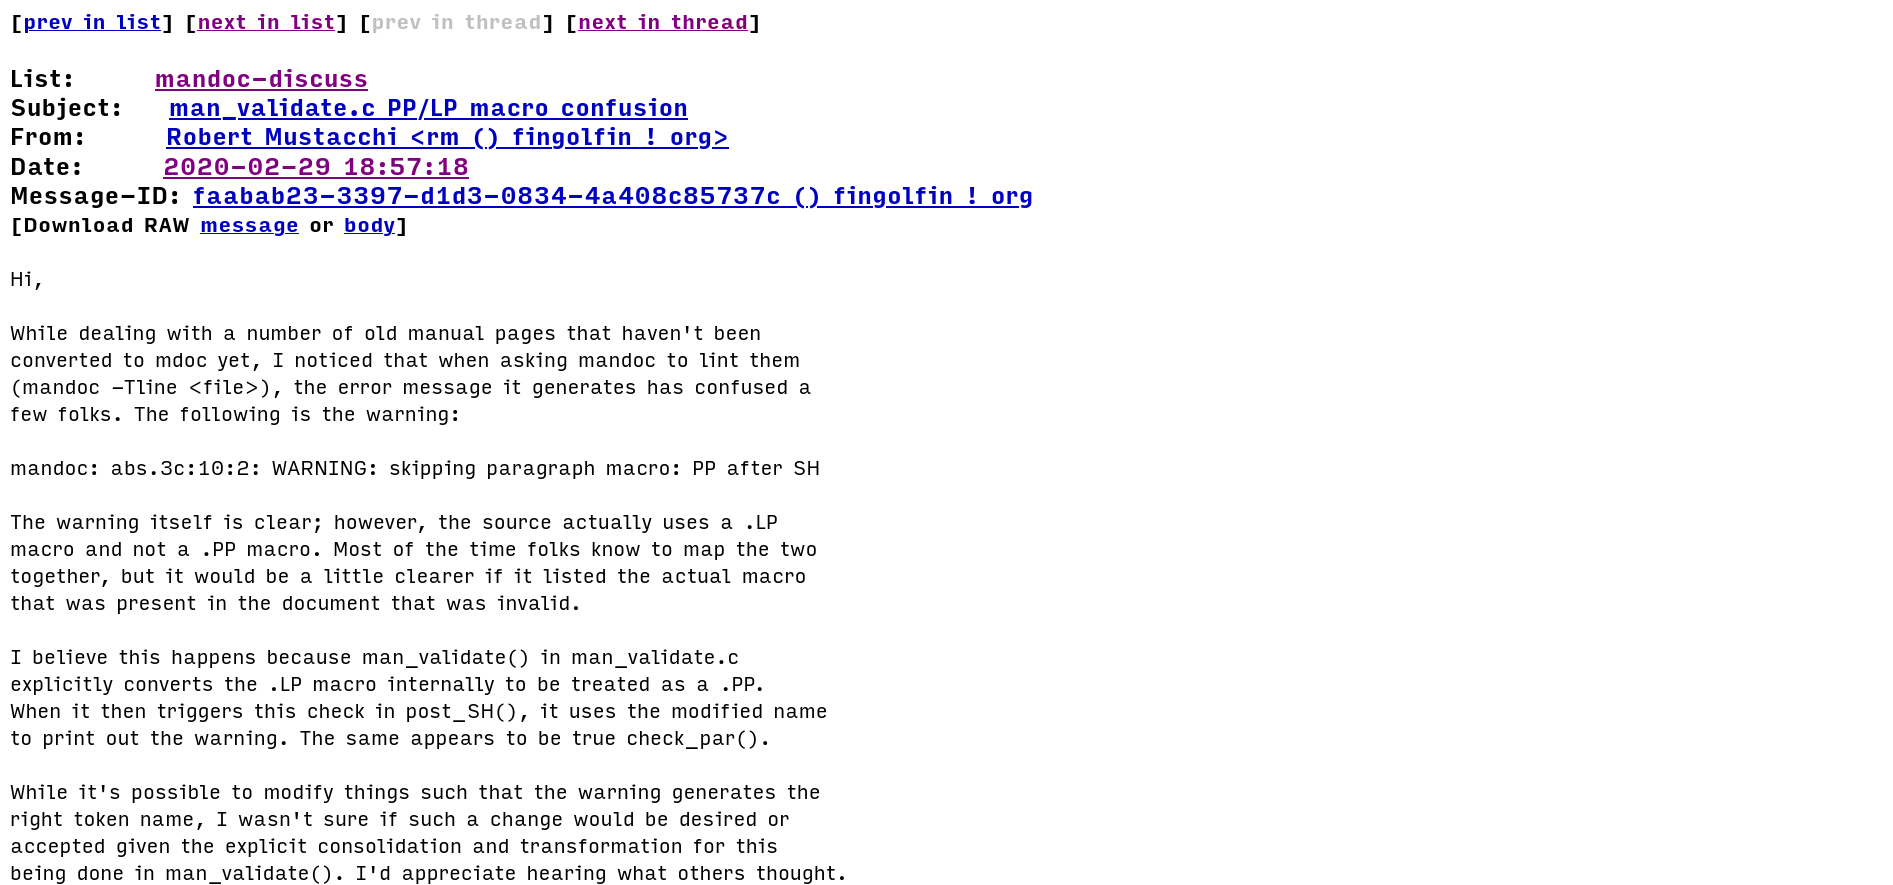 [prev in list] [next in list] [prev in thread] [next in thread]
List: mandoc-discuss
Subject: man_validate.c PP/LP macro confusion
From: Robert Mustacchi <rm () fingolfin ! org>
Date: 2020-02-29 18:57:18
Message-ID: faabab23-3397-d1d3-0834-4a408c85737c () fingolfin ! org
[Download RAW message or body]
Hi,
While dealing with a number of old manual pages that haven't been
converted to mdoc yet, I noticed that when asking mandoc to lint them
(mandoc -Tline <file>), the error message it generates has confused a
few folks. The following is the warning:
mandoc: abs.3c:10:2: WARNING: skipping paragraph macro: PP after SH
The warning itself is clear; however, the source actually uses a .LP
macro and not a .PP macro. Most of the time folks know to map the two
together, but it would be a little clearer if it listed the actual macro
that was present in the document that was invalid.
I believe this happens because man_validate() in man_validate.c
explicitly converts the .LP macro internally to be treated as a .PP.
When it then triggers this check in post_SH(), it uses the modified name
to print out the warning. The same appears to be true check_par().
While it's possible to modify things such that the warning generates the
right token name, I wasn't sure if such a change would be desired or
accepted given the explicit consolidation and transformation for this
being done in man_validate(). I'd appreciate hearing what others thought.